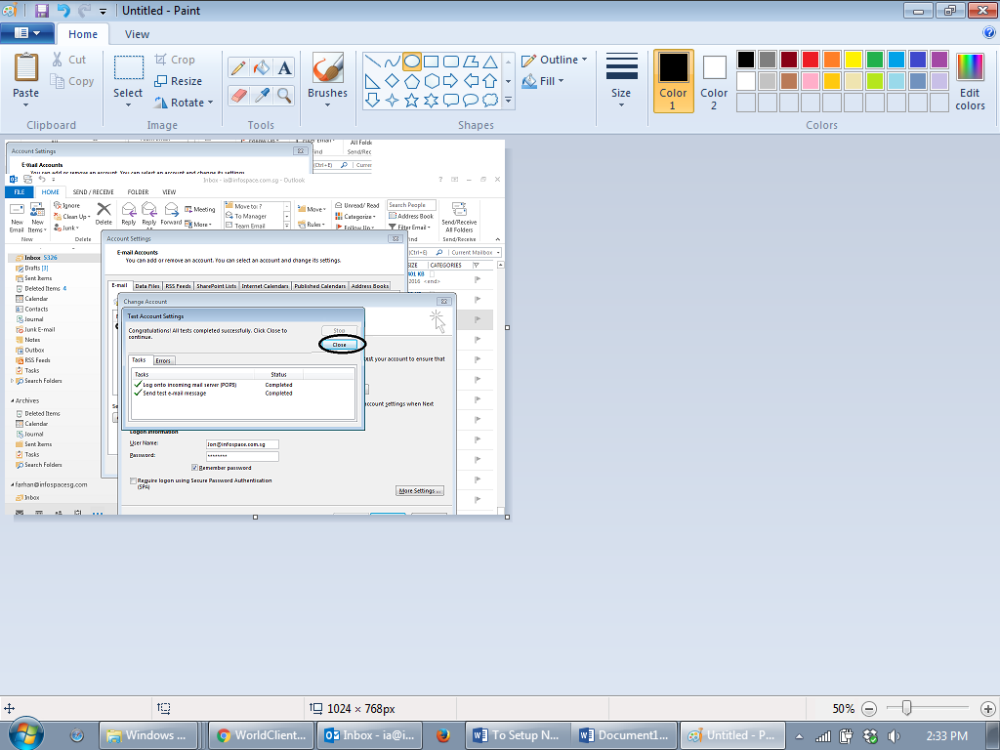 Untitled - Paint
Home View
Paste Cut Copy
Select Crop Resize Rotate
Brushes
Outline
Fill
Size
Color 1
Color 2
Edit colors
Clipboard Image Tools Shapes Colors
Account Settings
E-mail Accounts
You can add or remove an account. You can select an account and change its settings.
All Folde
Send/Rec
Inbox - ia@infospace.com.sg - Outlook
FILE HOME SEND / RECEIVE FOLDER VIEW
New Email New Items
Ignore
Clean Up
Junk
Delete
Reply Reply All Forward
Meeting
More
Move to: ?
To Manager
Team Email
Move
Rules
Unread/ Read
Categorize
Follow Up
Search People
Address Book
Filter Email
Send/Receive All Folders
New Delete Send/Receive
Inbox 5326
Drafts [3]
Sent Items
Deleted Items 4
Calendar
Contacts
Journal
Junk E-mail
Notes
Outbox
RSS Feeds
Tasks
Search Folders
Archives
Deleted Items
Calendar
Journal
Sent Items
Tasks
Search Folders
farhan@infospacesg.com
Inbox
Account Settings
E-mail Accounts
You can add or remove an account. You can select an account and change its settings.
(Ctrl+E) Current Mailbox
SIZE CATEGORIES
2016 <end>
E-mail Data Files RSS Feeds SharePoint Lists Internet Calendars Published Calendars Address Books
Change Account
Test Account Settings
Congratulations! All tests completed successfully. Click Close to
continue.
Stop
Close
Tasks Errors
Tasks Status
Log onto incoming mail server (POP3) Completed
Send test e-mail message Completed
your account to ensure that
account settings when Next
Logon Information
User Name: Jon@infospace.com.sg
Password: ********
Remember password
Require logon using Secure Password Authentication
(SPA)
More Settings ...
1024 × 768px
50%
Windows ...
WorldClient...
Inbox - ia@i...
To Setup N...
Document1...
Untitled - P...
2:33 PM